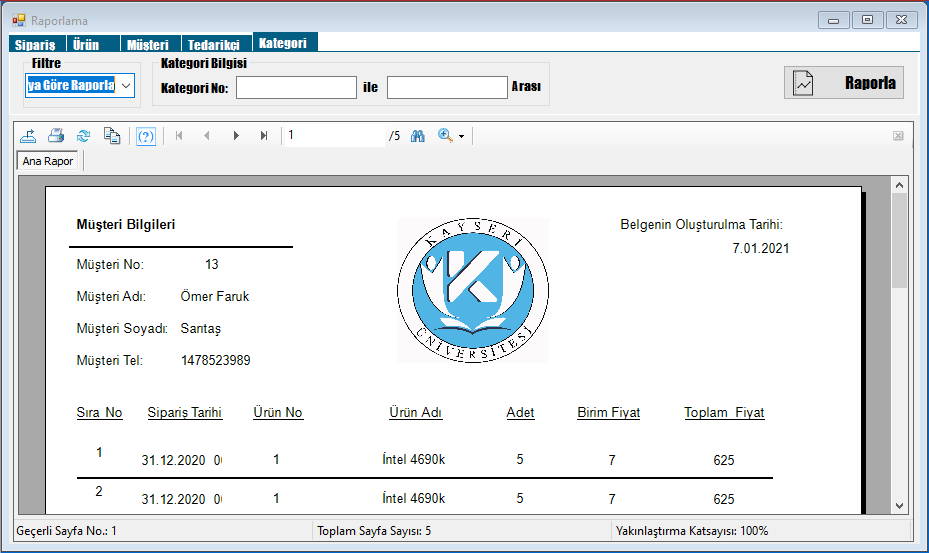 Raporlama
Sipariş Ürün Müşteri Tedarikçi Kategori
Filtre
ya Göre Raporla
Kategori Bilgisi
Kategori No: ile Arası
Raporla
(?) 1 /5
Ana Rapor
Müşteri Bilgileri
Müşteri No: 13
Müşteri Adı: Ömer Faruk
Müşteri Soyadı: Sarıtaş
Müşteri Tel: 1478523989
KAYSERİ
ÜNİVERSİTESİ
Belgenin Oluşturulma Tarihi:
7.01.2021
Sıra No Sipariş Tarihi Ürün No Ürün Adı Adet Birim Fiyat Toplam Fiyat
1 31.12.2020 0 1 İntel 4690k 5 7 625
2 31.12.2020 0 1 İntel 4690k 5 7 625
Geçerli Sayfa No.: 1 Toplam Sayfa Sayısı: 5 Yakınlaştırma Katsayısı: 100%